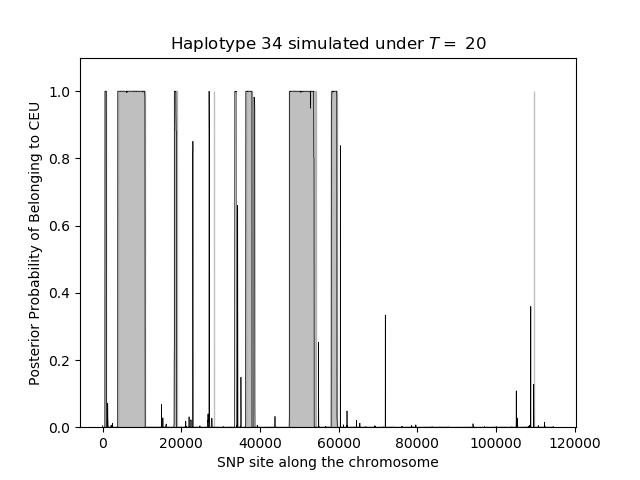 Haplotype 34 simulated under T = 20
Posterior Probability of Belonging to CEU
1.0
0.8
0.6
0.4
0.2
0.0
0 20000 40000 60000 80000 100000 120000
SNP site along the chromosome